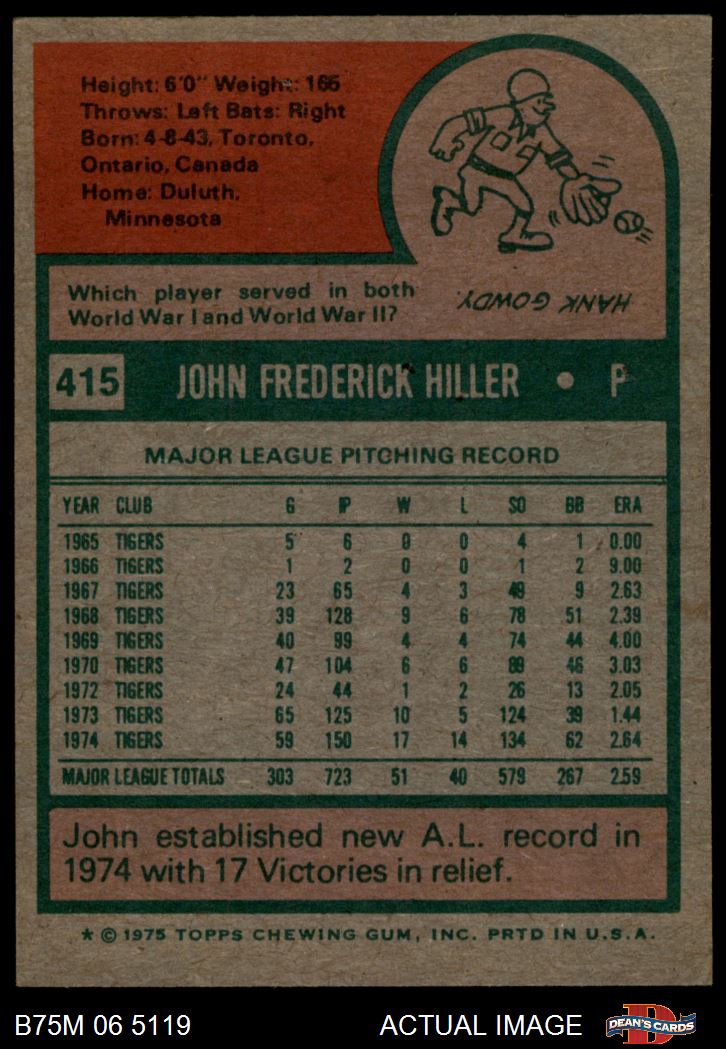 Height: 6'0" Weight: 165
Throws: Left Bats: Right
Born: 4-8-43, Toronto,
Ontario, Canada
Home: Duluth,
Minnesota
Which player served in both
World War I and World War II?
HANK GOWDY.
415 JOHN FREDERICK HILLER • P
MAJOR LEAGUE PITCHING RECORD
YEAR CLUB G IP W L SO BB ERA
1965 TIGERS 5 6 0 0 4 1 0.00
1966 TIGERS 1 2 0 0 1 2 9.00
1967 TIGERS 23 65 4 3 49 9 2.63
1968 TIGERS 39 128 9 6 78 51 2.39
1969 TIGERS 40 99 4 4 74 44 4.00
1970 TIGERS 47 104 6 6 89 46 3.03
1972 TIGERS 24 44 1 2 26 13 2.05
1973 TIGERS 65 125 10 5 124 39 1.44
1974 TIGERS 59 150 17 14 134 62 2.64
MAJOR LEAGUE TOTALS 303 723 51 40 579 267 2.59
John established new A.L. record in
1974 with 17 Victories in relief.
* © 1975 TOPPS CHEWING GUM, INC. PRTD IN U.S.A.
B75M 06 5119 ACTUAL IMAGE D DEAN'S CARDS